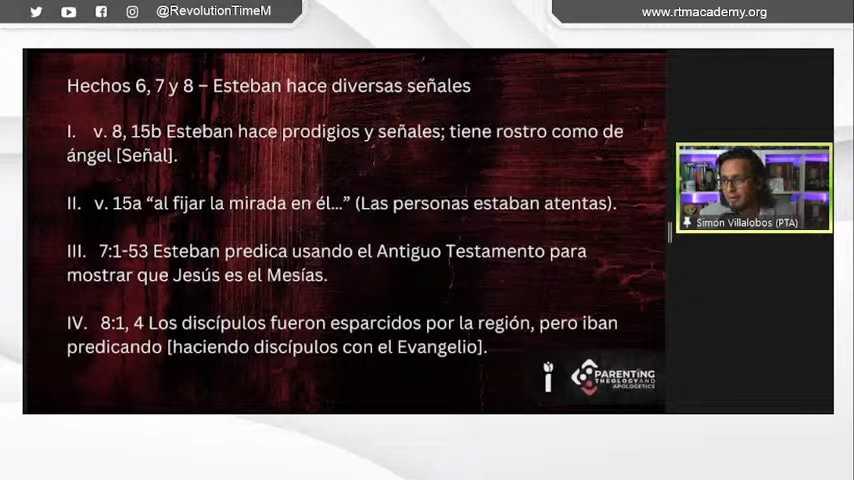 @RevolutionTimeM
www.rtmacademy.org
Hechos 6, 7 y 8 – Esteban hace diversas señales
I. v. 8, 15b Esteban hace prodigios y señales; tiene rostro como de
ángel [Señal].
II. v. 15a “al fijar la mirada en él...” (Las personas estaban atentas).
III. 7:1-53 Esteban predica usando el Antiguo Testamento para
mostrar que Jesús es el Mesías.
IV. 8:1, 4 Los discípulos fueron esparcidos por la región, pero iban
predicando [haciendo discípulos con el Evangelio].
Simón Villalobos (PTA)
PARENTING
THEOLOGY AND
APOLOGETICS